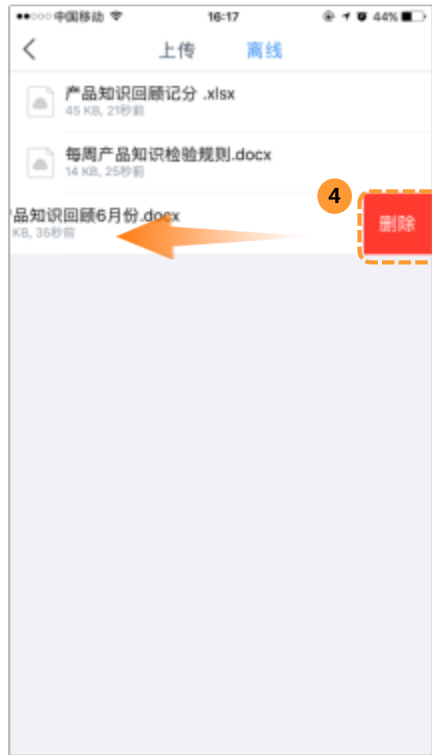 中国移动 16:17 44%
上传 离线
产品知识回顾记分 .xlsx
45 KB, 21秒前
每周产品知识检验规则.docx
14 KB, 25秒前
品知识回顾6月份.docx
KB, 35秒前
4
删除